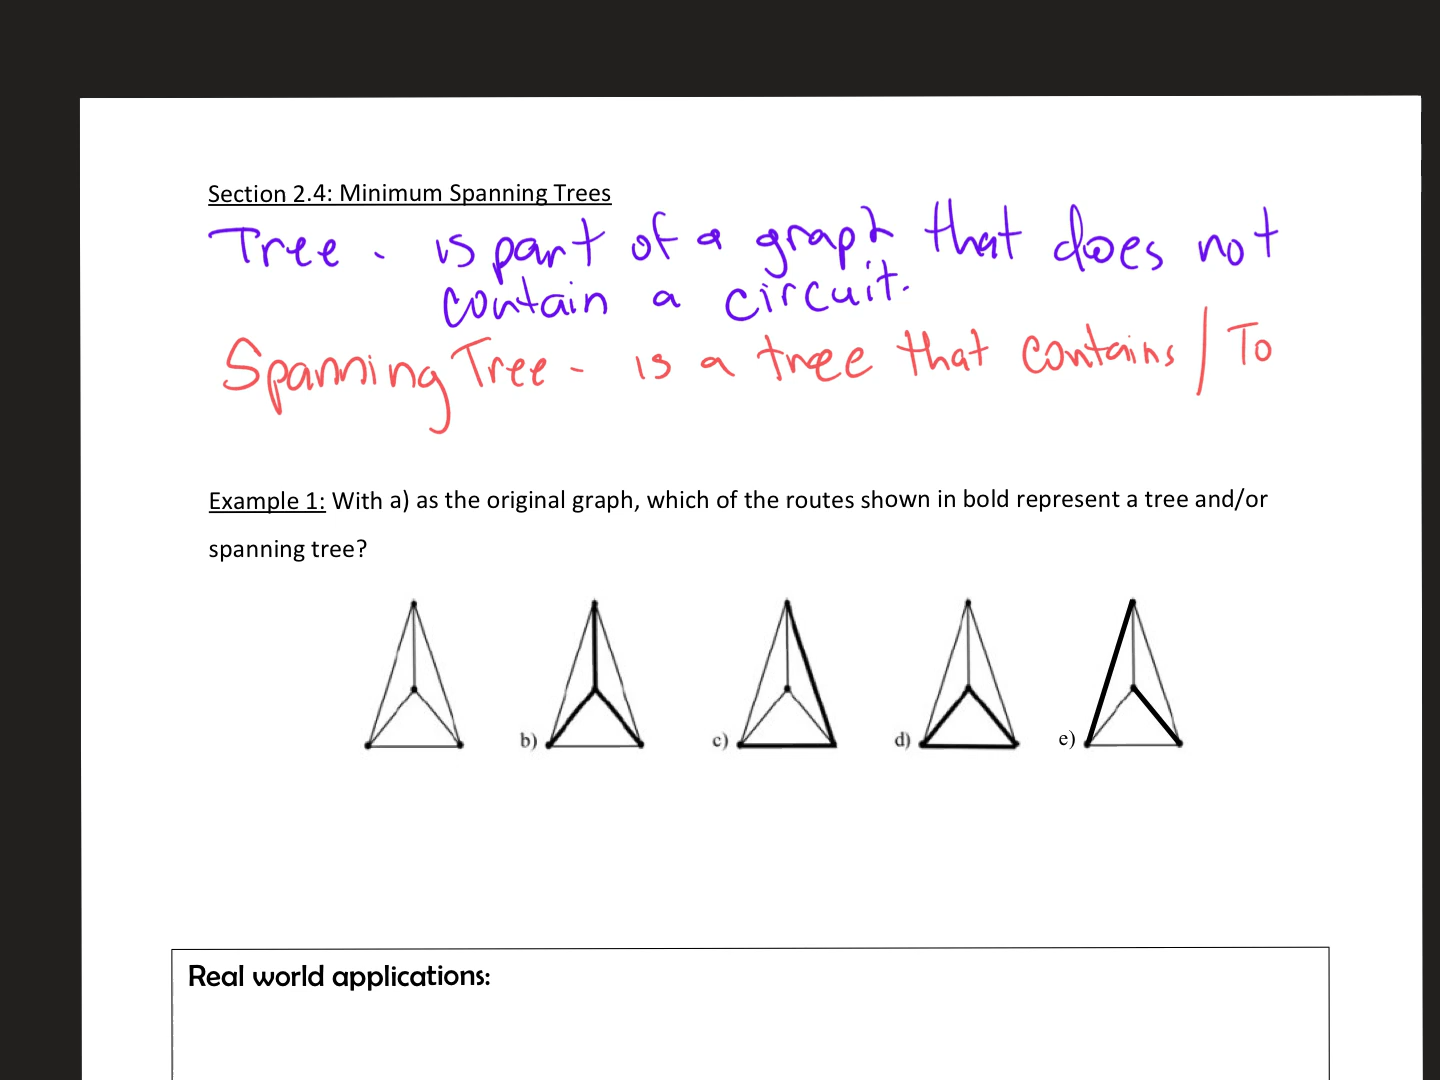 Section 2.4: Minimum Spanning Trees
Tree - is part of a graph that does not
contain a circuit.
Spanning Tree - is a tree that contains / To
Example 1: With a) as the original graph, which of the routes shown in bold represent a tree and/or
spanning tree?
b) c) d) e)
Real world applications: